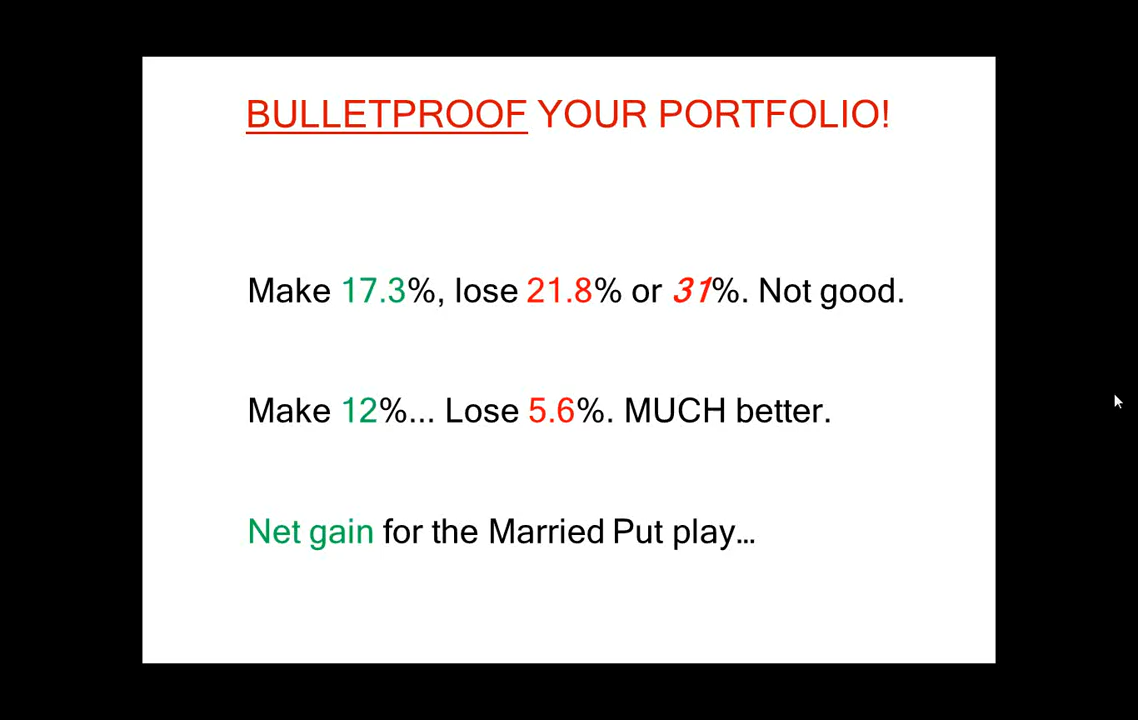 BULLETPROOF YOUR PORTFOLIO!
Make 17.3%, lose 21.8% or 31%. Not good.
Make 12%... Lose 5.6%. MUCH better.
Net gain for the Married Put play...